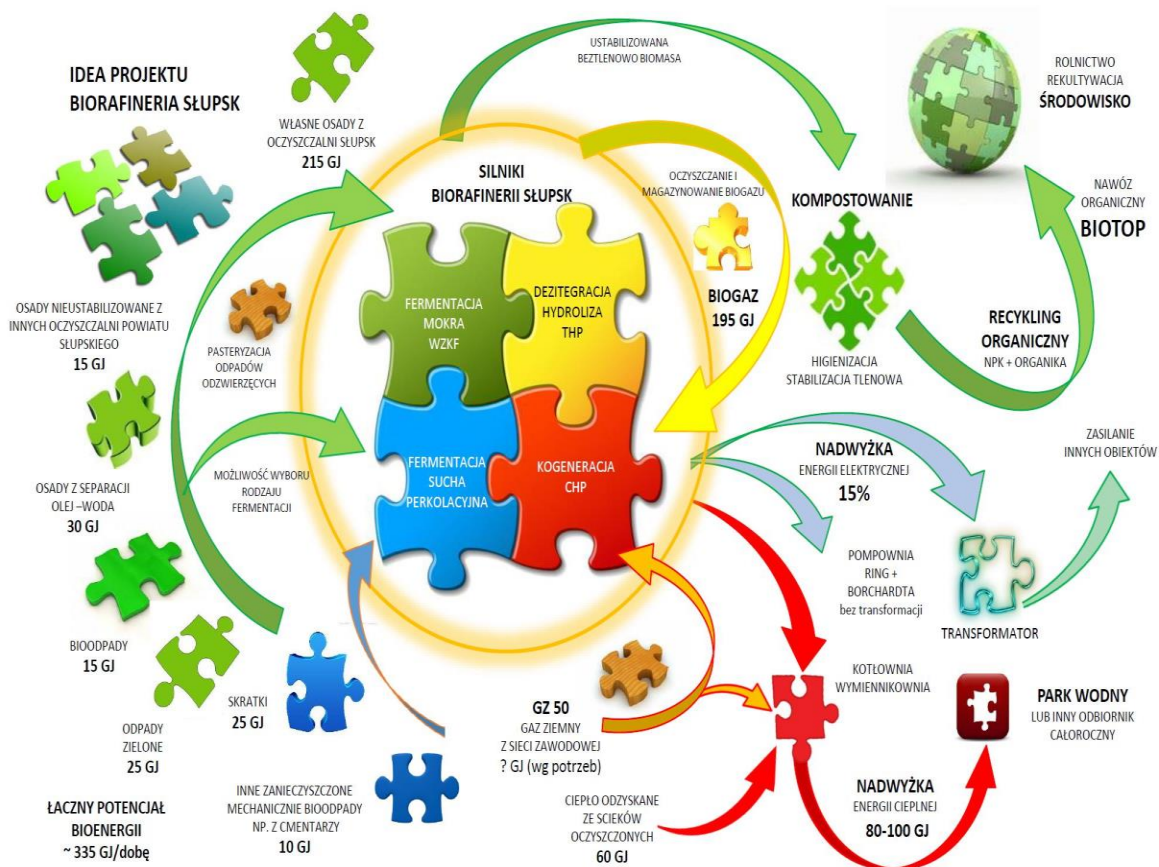 IDEA PROJEKTU
BIORAFINERIA SŁUPSK
WŁASNE OSADY Z
OCZYSZCZALNI SŁUPSK
215 GJ
OSADY NIEUSTABILIZOWANE Z
INNYCH OCZYSZCZALNI POWIATU
SŁUPSKIEGO
15 GJ
PASTERYZACJA
ODPADÓW
ODZWIERZĘCYCH
OSADY Z SEPARACJI
OLEJ –WODA
30 GJ
MOŻLIWOŚĆ WYBORU
RODZAJU
FERMENTACJI
BIOODPADY
15 GJ
ODPADY
ZIELONE
25 GJ
SKRATKI
25 GJ
INNE ZANIECZYSZCZONE
MECHANICZNIE BIOODPADY
NP. Z CMENTARZY
10 GJ
ŁACZNY POTENCJAŁ
BIOENERGII
~ 335 GJ/dobę
USTABILIZOWANA
BEZTLENOWO BIOMASA
SILNIKI
BIORAFINERII SŁUPSK
FERMENTACJA
MOKRA
WZKF
DEZITEGRACJA
HYDROLIZA
THP
FERMENTACJA
SUCHA
PERKOLACYJNA
KOGENERACJA
CHP
OCZYSZCZANIE I
MAGAZYNOWANIE BIOGAZU
BIOGAZ
195 GJ
KOMPOSTOWANIE
HIGIENIZACJA
STABILIZACJA TLENOWA
ROLNICTWO
REKULTYWACJA
ŚRODOWISKO
NAWÓZ
ORGANICZNY
BIOTOP
RECYKLING
ORGANICZNY
NPK + ORGANIKA
NADWYŻKA
ENERGII ELEKTRYCZNEJ
15%
ZASILANIE
INNYCH OBIEKTÓW
POMPOWNIA
RING +
BORCHARDTA
bez transformacji
TRANSFORMATOR
GZ 50
GAZ ZIEMNY
Z SIECI ZAWODOWEJ
? GJ (wg potrzeb)
KOTŁOWNIA
WYMIENNIKOWNIA
PARK WODNY
LUB INNY ODBIORNIK
CAŁOROCZNY
CIEPŁO ODZYSKANE
ZE SCIEKÓW
OCZYSZCZONYCH
60 GJ
NADWYŻKA
ENERGII CIEPLNEJ
80-100 GJ